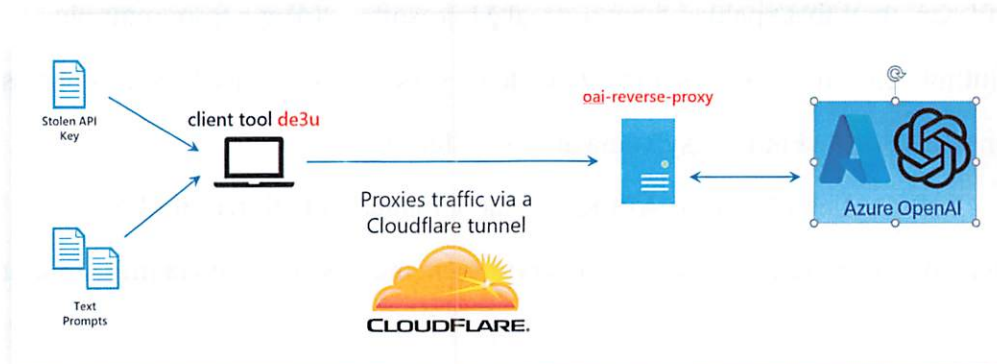 Stolen API
Key
client tool de3u
oai-reverse-proxy
Azure OpenAI
Proxies traffic via a
Cloudflare tunnel
CLOUDFLARE.
Text
Prompts